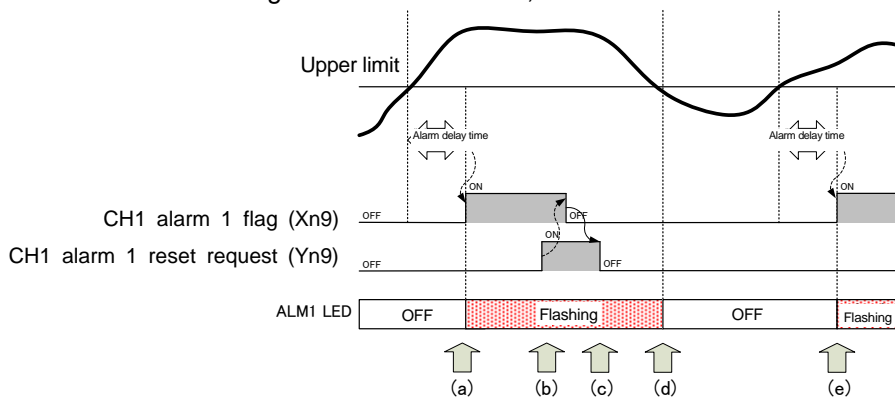 Upper limit
Alarm delay time
Alarm delay time
ON
ON
CH1 alarm 1 flag (Xn9)
OFF
OFF
ON
CH1 alarm 1 reset request (Yn9)
OFF
OFF
ALM1 LED
OFF
Flashing
OFF
Flashing
(a)
(b)
(c)
(d)
(e)